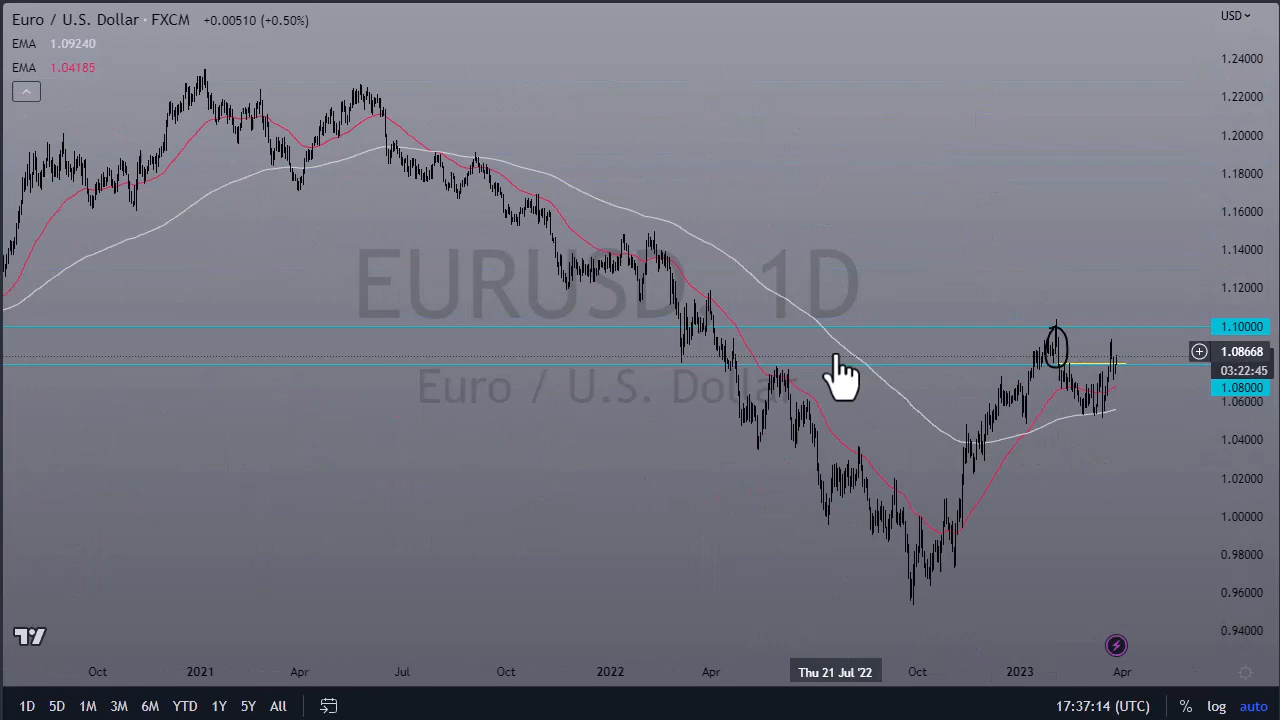 Euro / U.S. Dollar · FXCM +0.00510 (+0.50%)
USD
EMA 1.09240
EMA 1.04185
1.24000
1.22000
1.20000
1.18000
1.16000
1.14000
1.12000
1.10000
1.08668
03:22:45
1.08000
1.06000
1.04000
1.02000
1.00000
0.98000
0.96000
0.94000
EURUSD, 1D
Euro / U.S. Dollar
Oct 2021 Apr Jul Oct 2022 Apr Thu 21 Jul '22 Oct 2023 Apr
1D 5D 1M 3M 6M YTD 1Y 5Y All 17:37:14 (UTC) % log auto